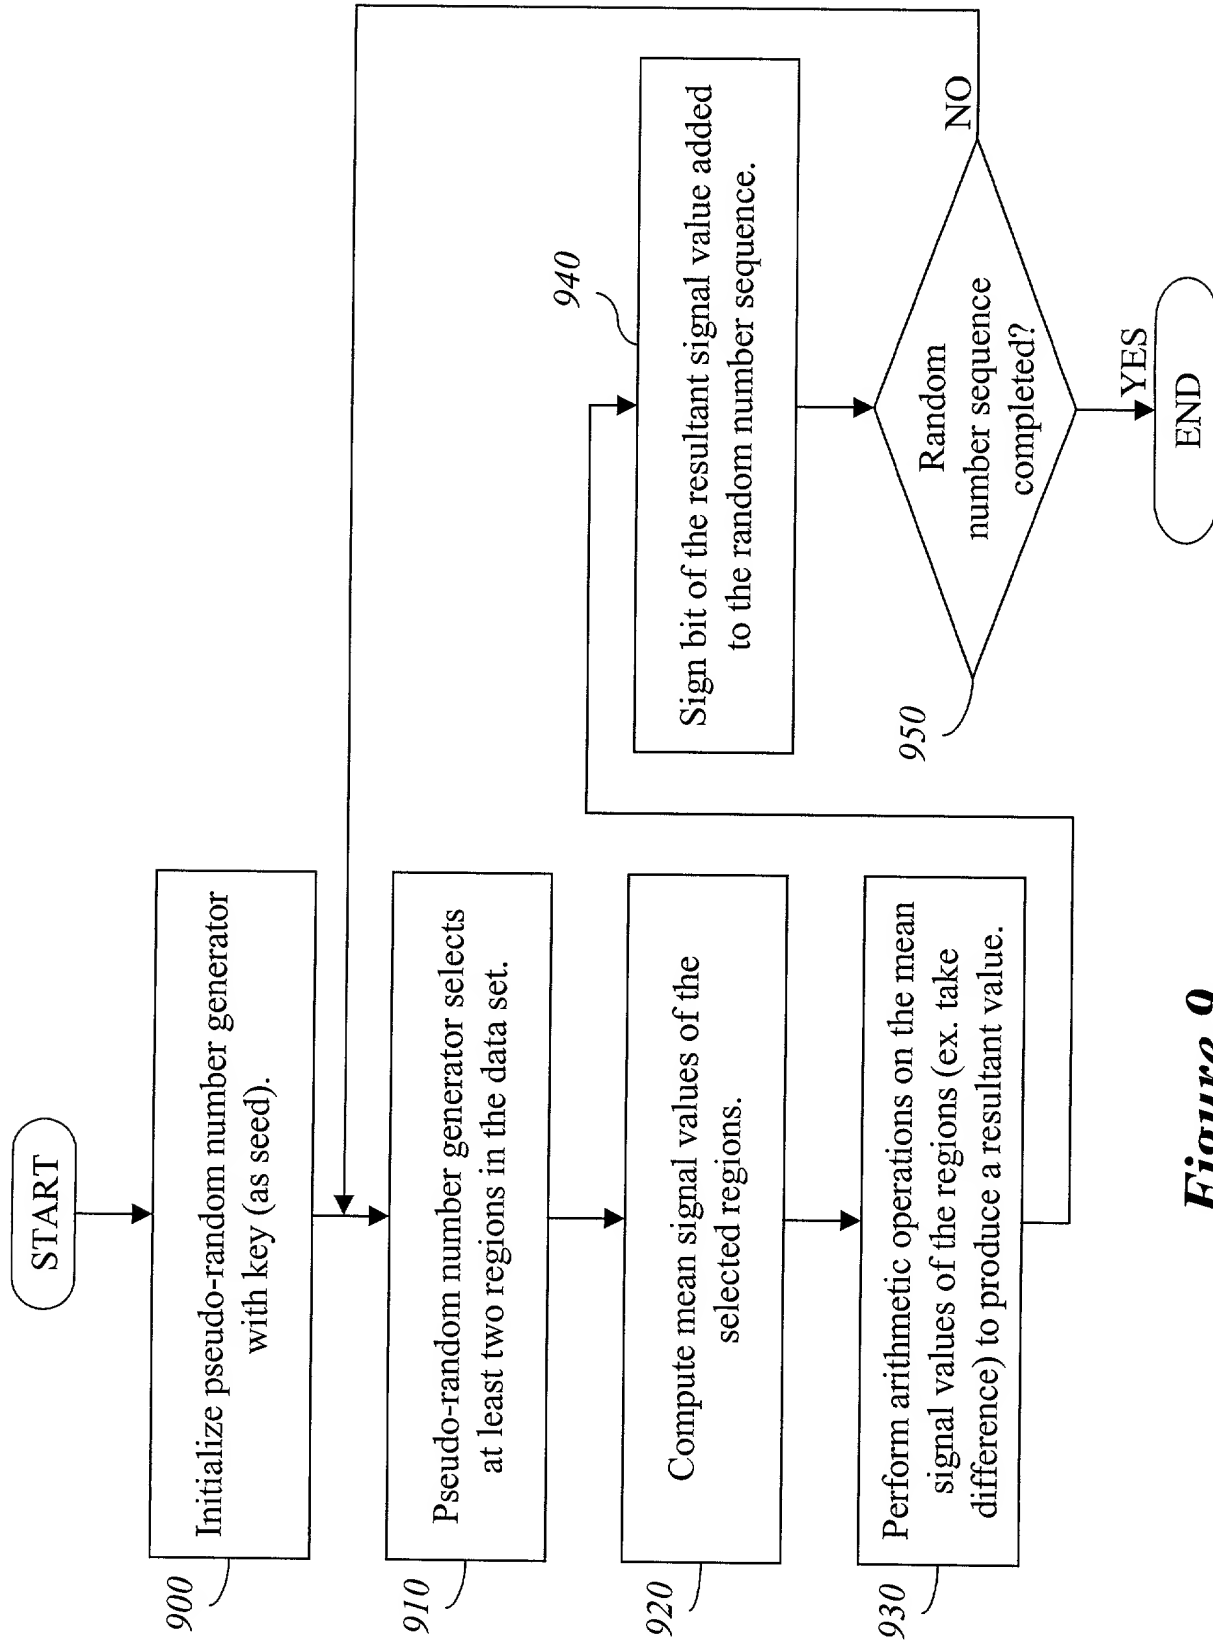 START
Initialize pseudo-random number generator
with key (as seed).
900
Pseudo-random number generator selects
at least two regions in the data set.
910
Compute mean signal values of the
selected regions.
920
Perform arithmetic operations on the mean
signal values of the regions (ex. take
difference) to produce a resultant value.
930
940
Sign bit of the resultant signal value added
to the random number sequence.
Random
number sequence
completed?
950
NO
YES
END
Figure 9